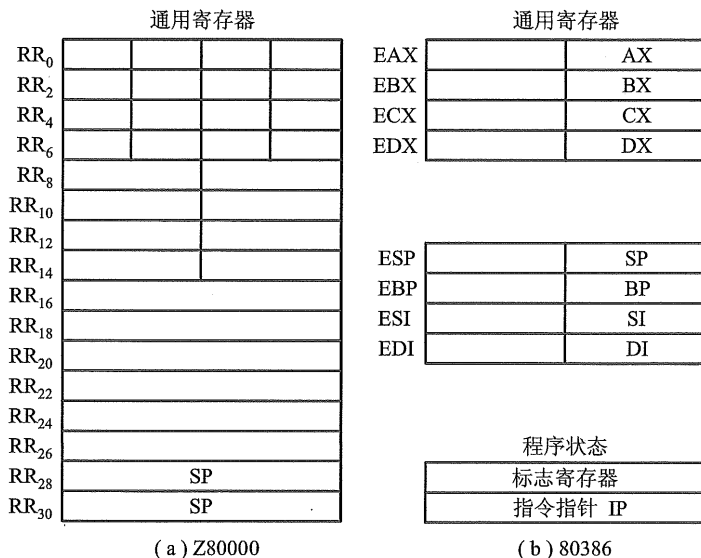 通用寄存器
RR0
RR2
RR4
RR6
RR8
RR10
RR12
RR14
RR16
RR18
RR20
RR22
RR24
RR26
RR28 SP
RR30 SP
(a) Z80000
通用寄存器
EAX AX
EBX BX
ECX CX
EDX DX
ESP SP
EBP BP
ESI SI
EDI DI
程序状态
标志寄存器
指令指针 IP
(b) 80386